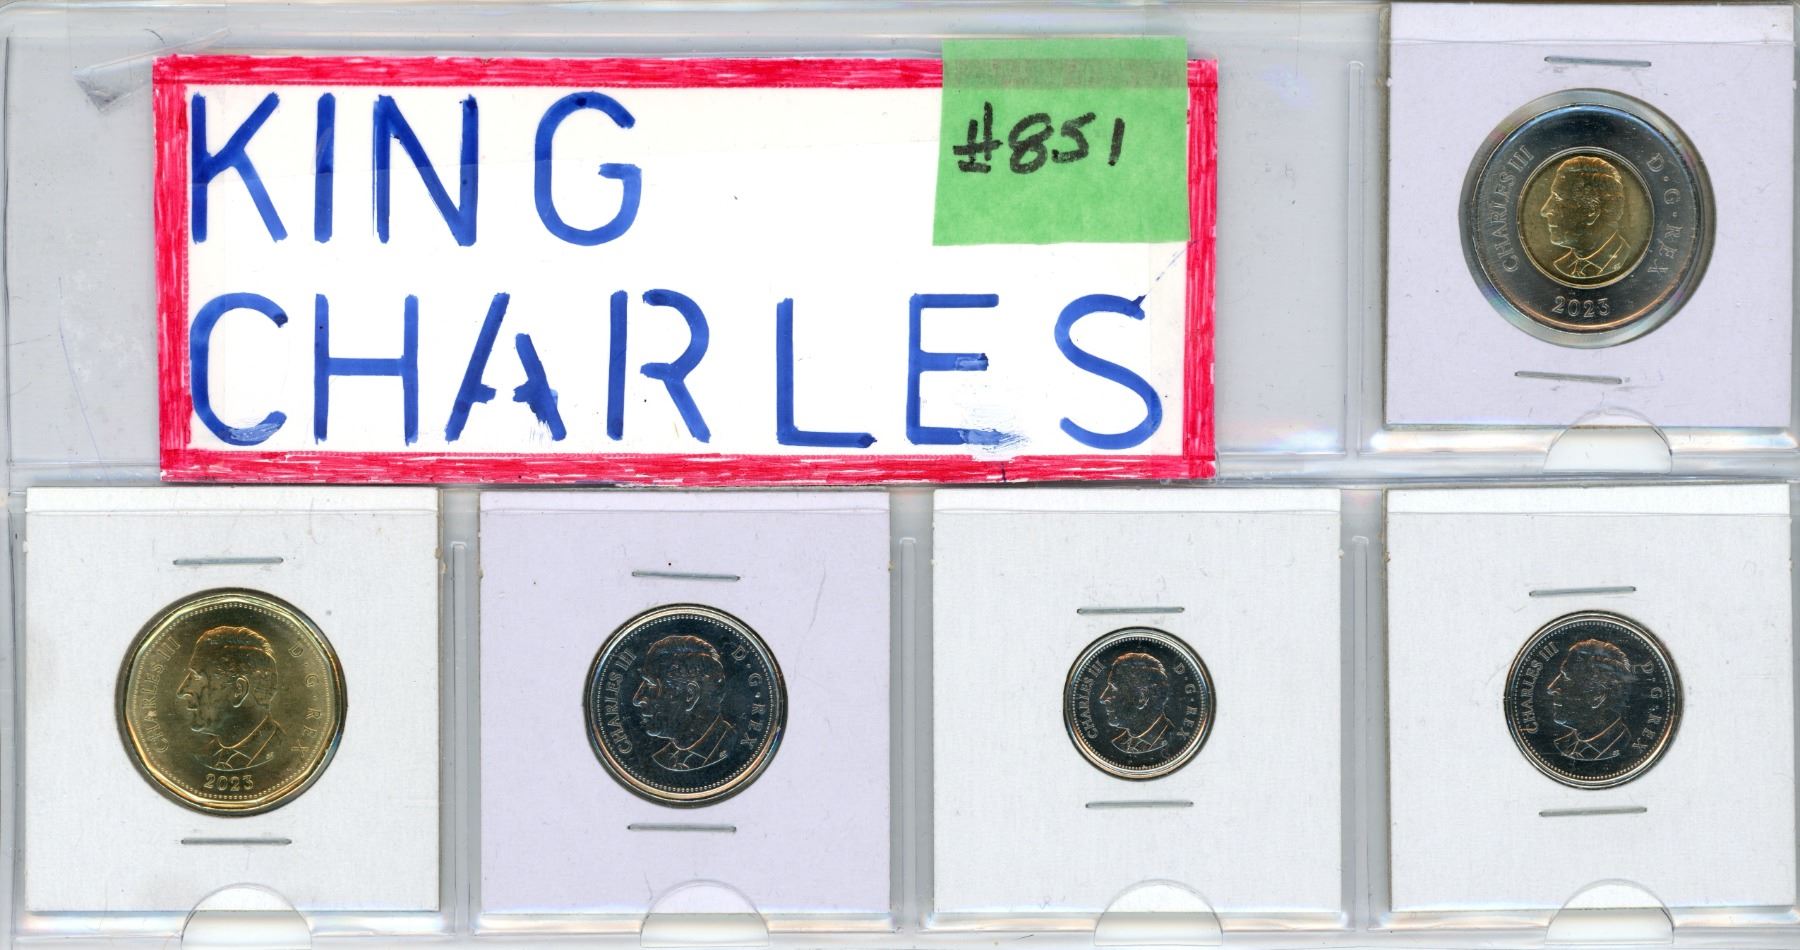 KING
CHARLES
#851
CHARLES III D·G·REX
2023
CHARLES III D·G·REX
2023
CHARLES III D·G·REX
CHARLES III D·G·REX
CHARLES III D·G·REX